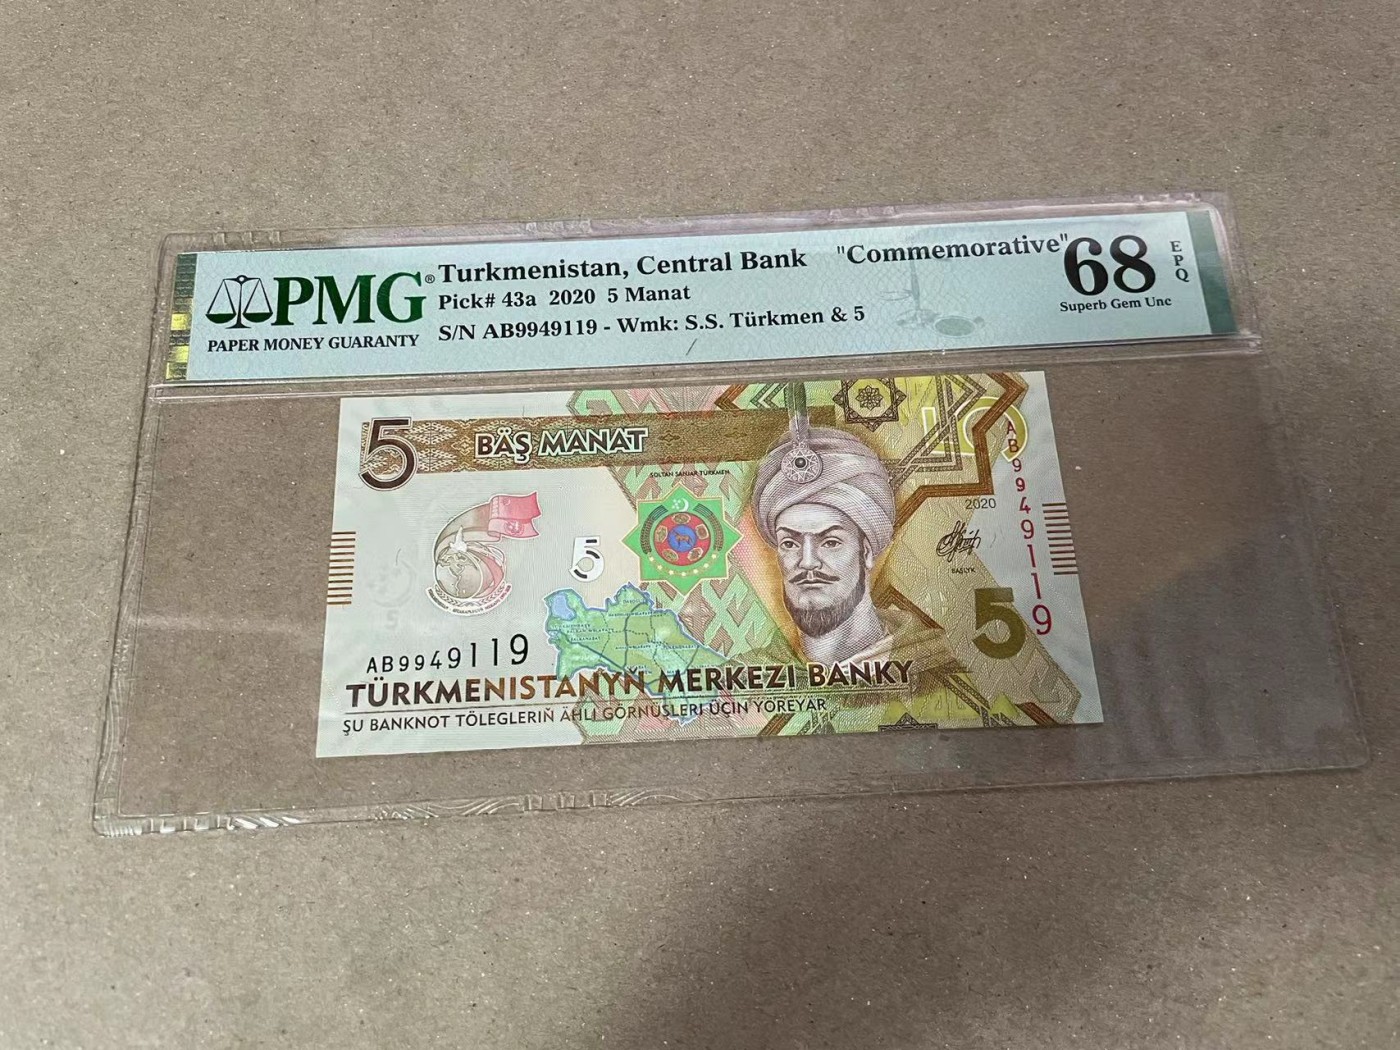 PMG®
PAPER MONEY GUARANTY
Turkmenistan, Central Bank "Commemorative"
Pick# 43a 2020 5 Manat
S/N AB9949119 - Wmk: S.S. Türkmen & 5
68
EPQ
Superb Gem Unc
5
BÄŞ MANAT
SOLTAN SANJAR TÜRKMEN
5
AB9949119
2020
BAŞLYK
5
5
AB9949119
TÜRKMENISTANYŇ MERKEZI BANKY
ŞU BANKNOT TÖLEGLERIŇ ÄHLI GÖRNÜŞLERI ÜÇIN ÝÖREÝÄR